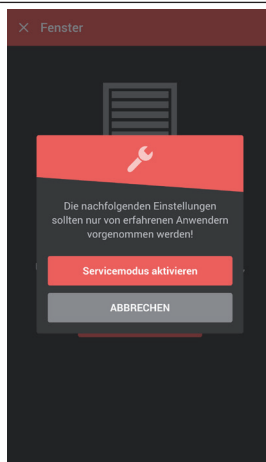 Fenster
Die nachfolgenden Einstellungen
sollten nur von erfahrenen Anwendern
vorgenommen werden!
Servicemodus aktivieren
ABBRECHEN